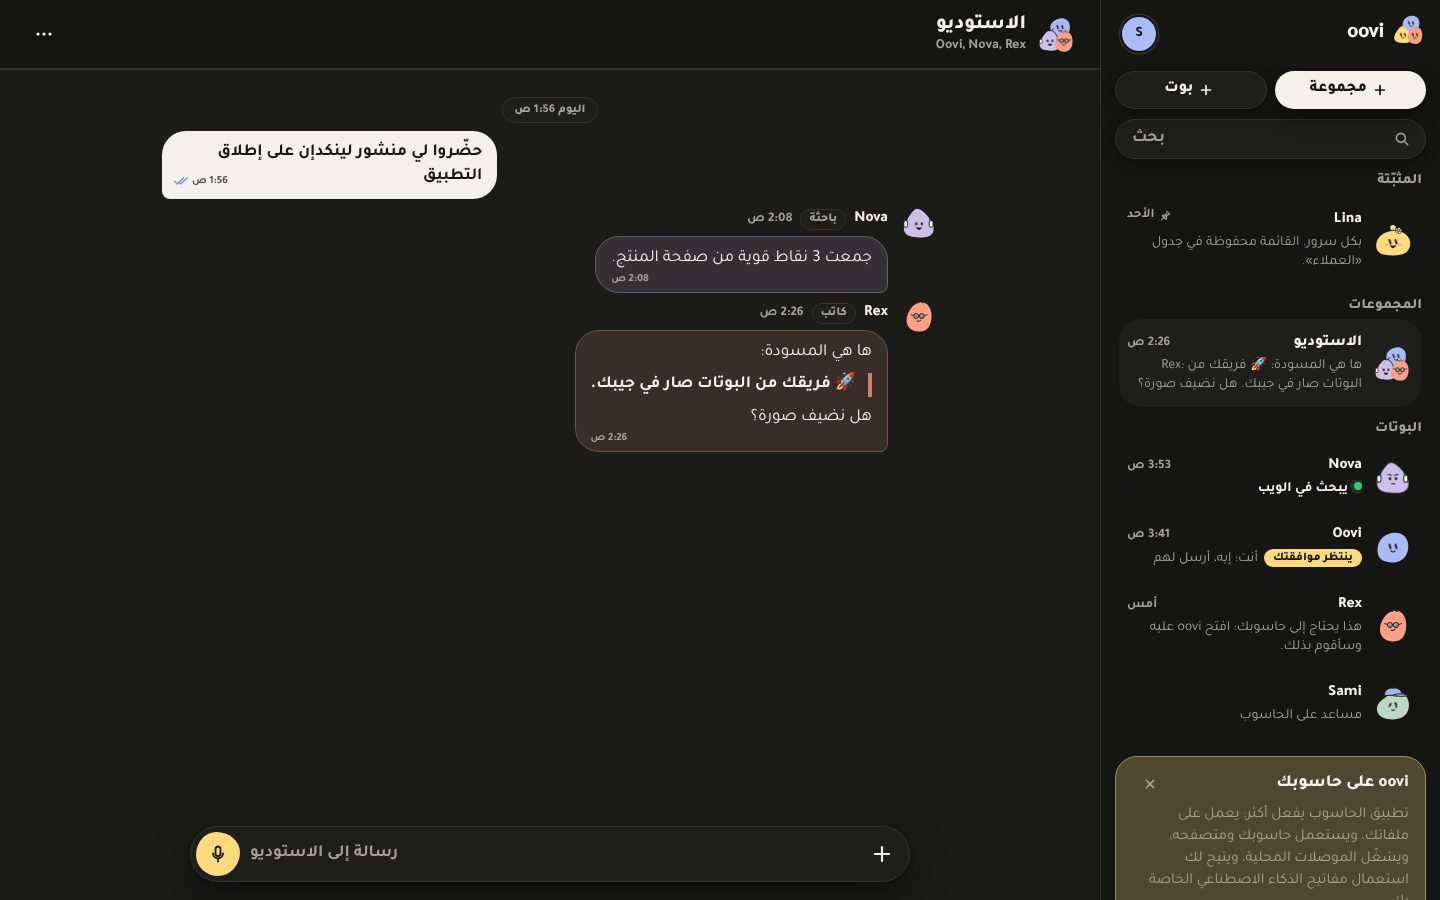 oovi
S
+ مجموعة
+ بوت
بحث
المثبّتة
Lina
الأحد
بكل سرور. القائمة محفوظة في جدول
«العملاء».
المجموعات
الاستوديو
2:26 ص
Rex: ها هي المسودة: 🚀 فريقك من
البوتات صار في جيبك. هل نضيف صورة؟
البوتات
Nova
3:53 ص
يبحث في الويب
Oovi
3:41 ص
ينتظر موافقتك
أنت: إيه، أرسل لهم
Rex
أمس
هذا يحتاج إلى حاسوبك: افتح oovi عليه
وسأقوم بذلك.
Sami
مساعد على الحاسوب
oovi على حاسوبك
تطبيق الحاسوب يفعل أكثر: يعمل على
ملفاتك، ويستعمل حاسوبك ومتصفحه،
ويشغّل الموصلات المحلية، ويتيح لك
استعمال مفاتيح الذكاء الاصطناعي الخاصة
الاستوديو
Oovi, Nova, Rex
اليوم 1:56 ص
حضّروا لي منشور لينكدإن على إطلاق
التطبيق
1:56 ص
Nova باحثة 2:08 ص
جمعت 3 نقاط قوية من صفحة المنتج.
2:08 ص
Rex كاتب 2:26 ص
ها هي المسودة:
🚀 فريقك من البوتات صار في جيبك.
هل نضيف صورة؟
2:26 ص
رسالة إلى الاستوديو